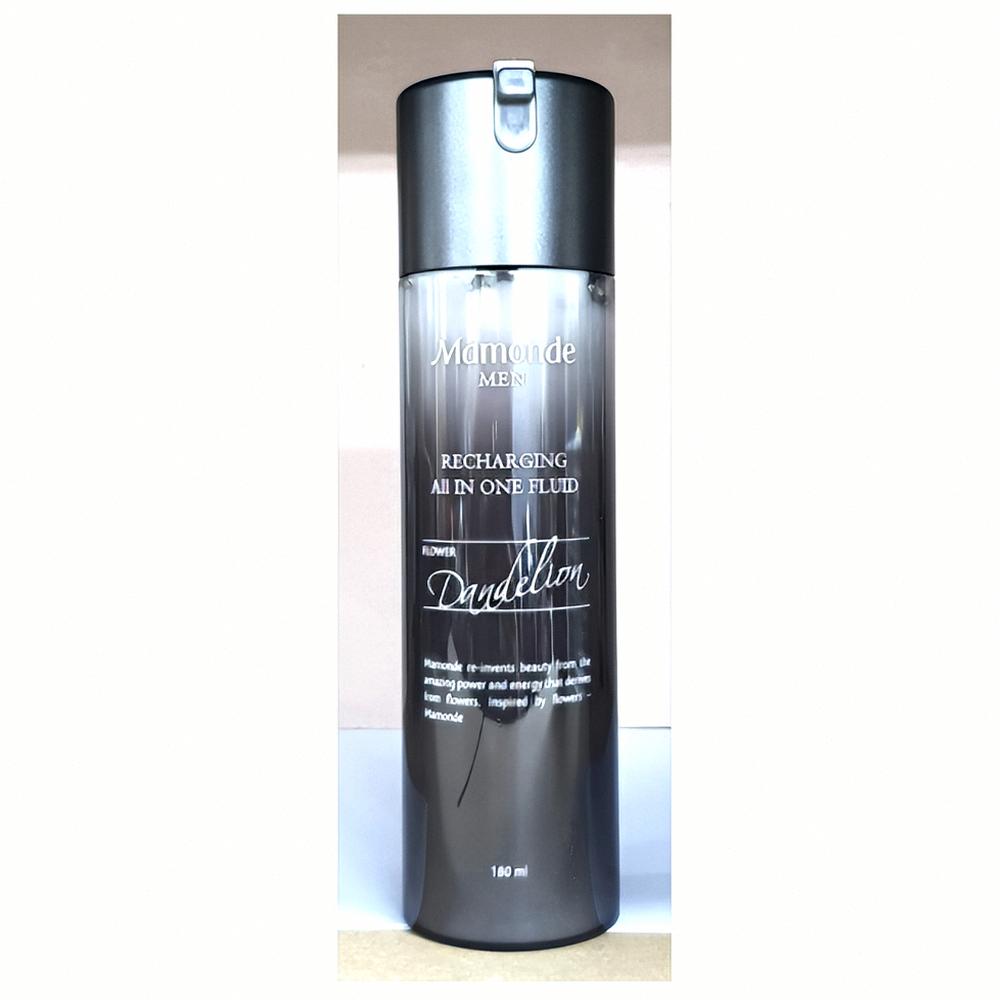 Mamonde
MEN
RECHARGING
All IN ONE FLUID
FLOWER
Dandelion
Mamonde re-invents beauty from the
amazing power and energy that derives
from flowers. Inspired by flowers -
Mamonde
ml